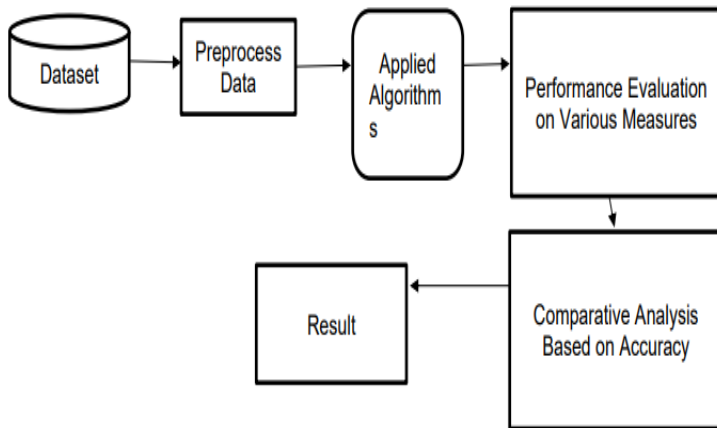 Dataset
Preprocess
Data
Applied
Algorithm
s
Performance Evaluation
on Various Measures
Comparative Analysis
Based on Accuracy
Result